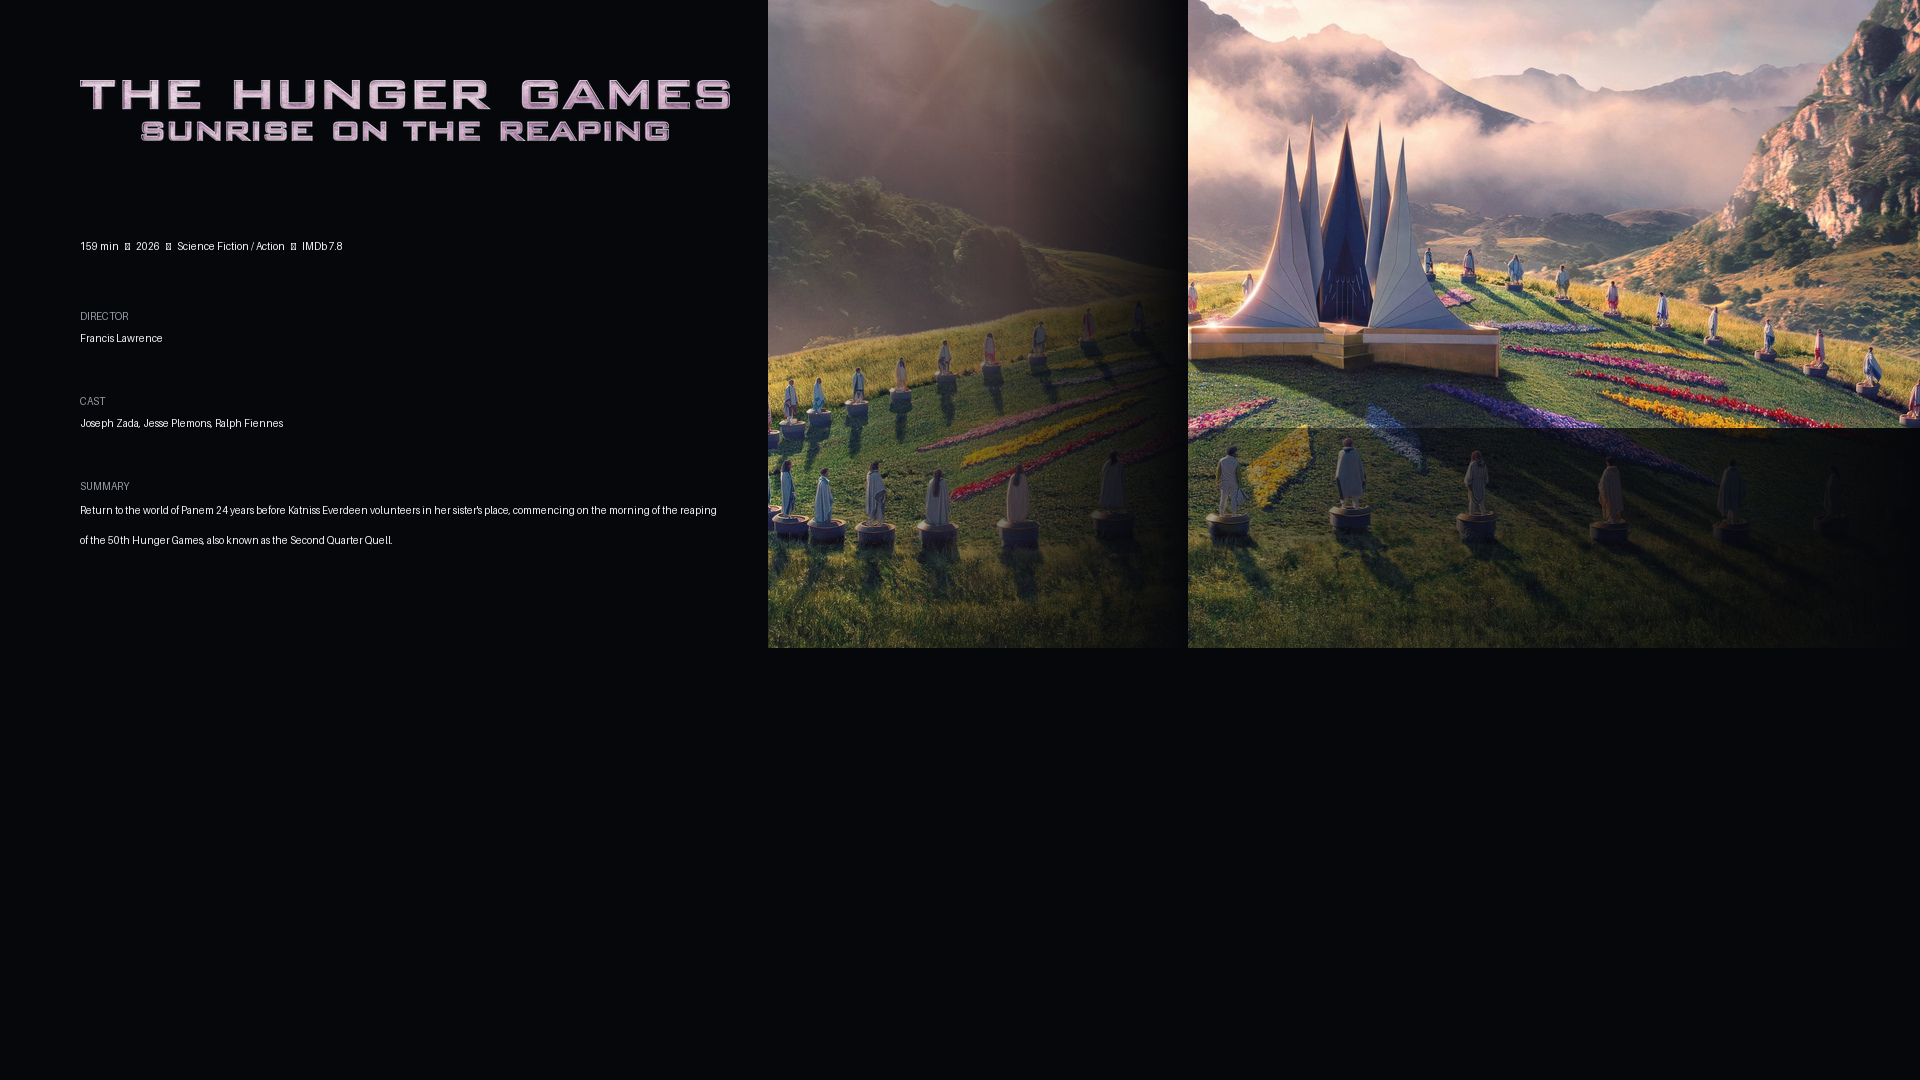 THE HUNGER GAMES
SUNRISE ON THE REAPING
159 min 2026 Science Fiction / Action IMDb 7.8
DIRECTOR
Francis Lawrence
CAST
Joseph Zada, Jesse Plemons, Ralph Fiennes
SUMMARY
Return to the world of Panem 24 years before Katniss Everdeen volunteers in her sister's place, commencing on the morning of the reaping
of the 50th Hunger Games, also known as the Second Quarter Quell.